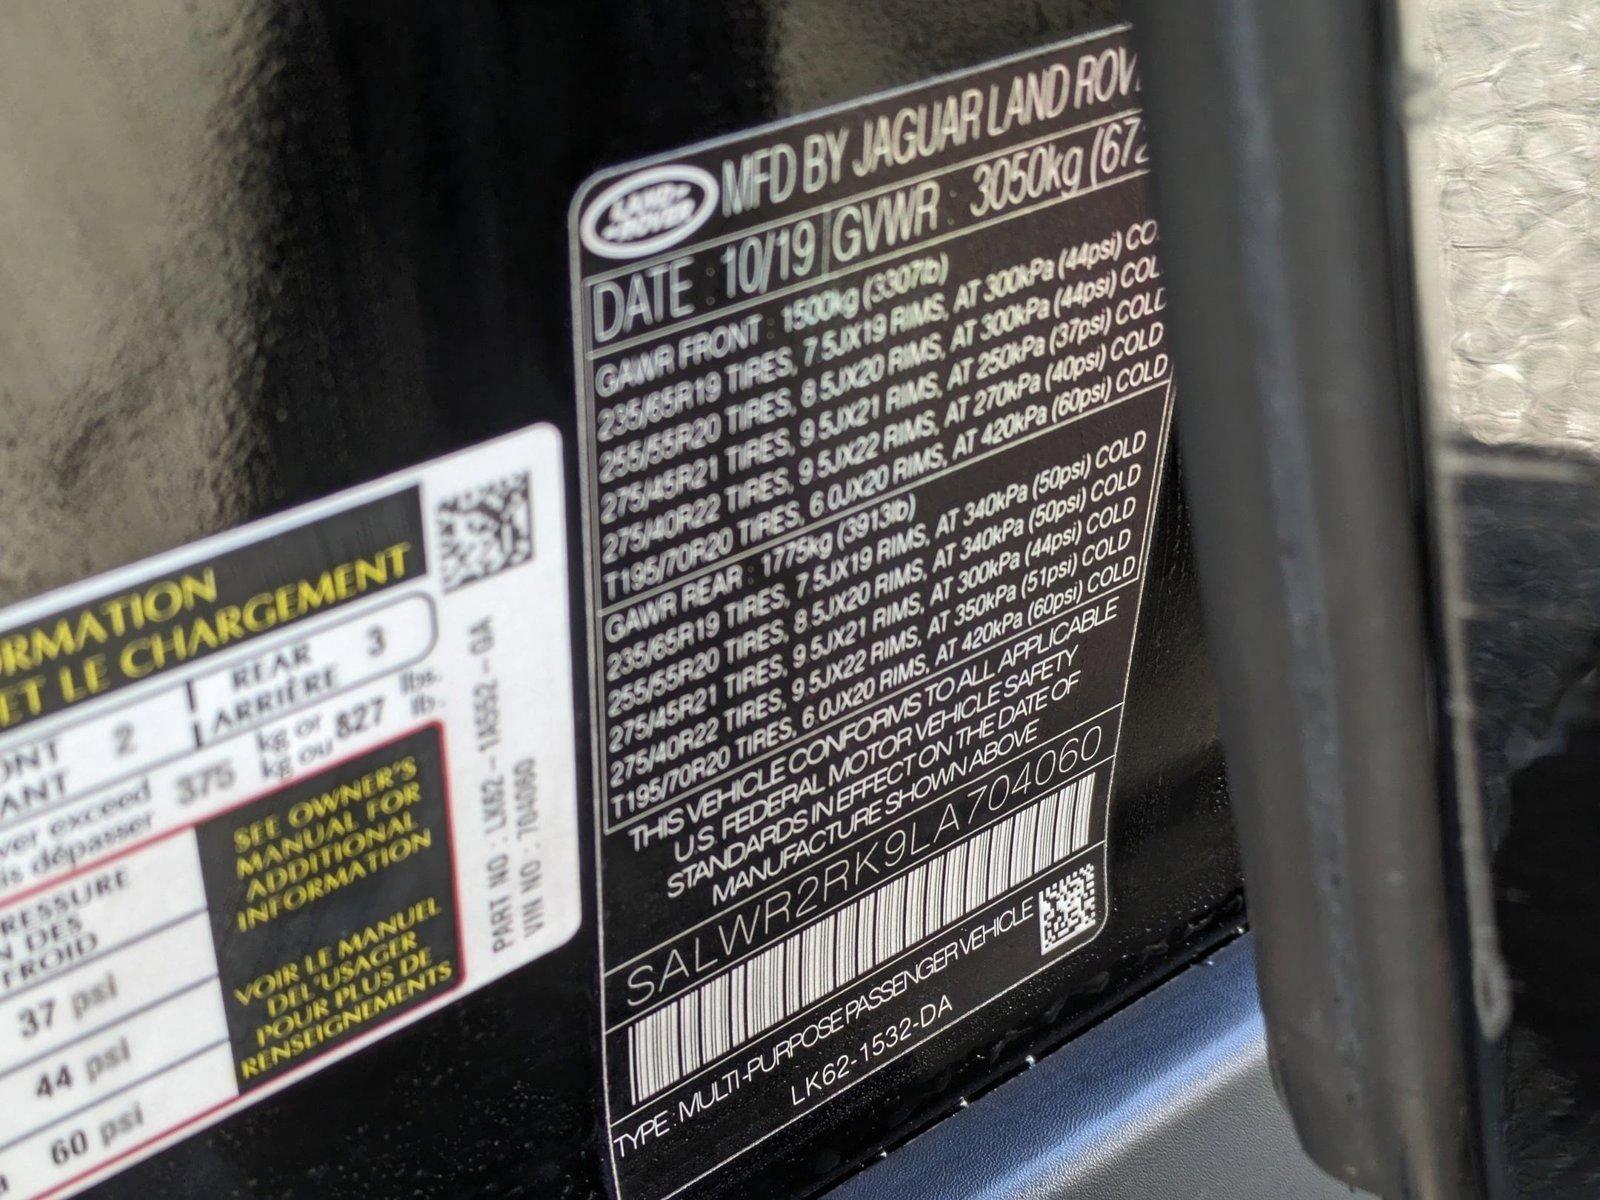 MFD BY JAGUAR LAND ROV
LAND ROVER
DATE : 10/19 GVWR : 3050kg (672
GAWR FRONT : 1500kg (3307lb)
235/65R19 TIRES, 7.5JX19 RIMS, AT 300kPa (44psi) CO
255/55R20 TIRES, 8.5JX20 RIMS, AT 300kPa (44psi) COL
275/45R21 TIRES, 9.5JX21 RIMS, AT 250kPa (37psi) COLD
275/40R22 TIRES, 9.5JX22 RIMS, AT 270kPa (40psi) COLD
T195/70R20 TIRES, 6.0JX20 RIMS, AT 420kPa (60psi) COLD
GAWR REAR : 1775kg (3913lb)
235/65R19 TIRES, 7.5JX19 RIMS, AT 340kPa (50psi) COLD
255/55R20 TIRES, 8.5JX20 RIMS, AT 340kPa (50psi) COLD
275/45R21 TIRES, 9.5JX21 RIMS, AT 300kPa (44psi) COLD
275/40R22 TIRES, 9.5JX22 RIMS, AT 350kPa (51psi) COLD
T195/70R20 TIRES, 6.0JX20 RIMS, AT 420kPa (60psi) COLD
THIS VEHICLE CONFORMS TO ALL APPLICABLE
U.S. FEDERAL MOTOR VEHICLE SAFETY
STANDARDS IN EFFECT ON THE DATE OF
MANUFACTURE SHOWN ABOVE
SALWR2RK9LA704060
TYPE : MULTI-PURPOSE PASSENGER VEHICLE
LK62-1532-DA
ORMATION
ET LE CHARGEMENT
ONT 2 REAR 3
ANT ARRIÈRE
ver exceed 375 kg or 827 lbs.
is dépasser kg ou lb.
RESSURE
N DES
FROID
37 psi
44 psi
60 psi
SEE OWNER'S
MANUAL FOR
ADDITIONAL
INFORMATION
VOIR LE MANUEL
DEL'USAGER
POUR PLUS DE
RENSEIGNEMENTS
PART NO : LK62-1A552-DA
VIN NO : 704060